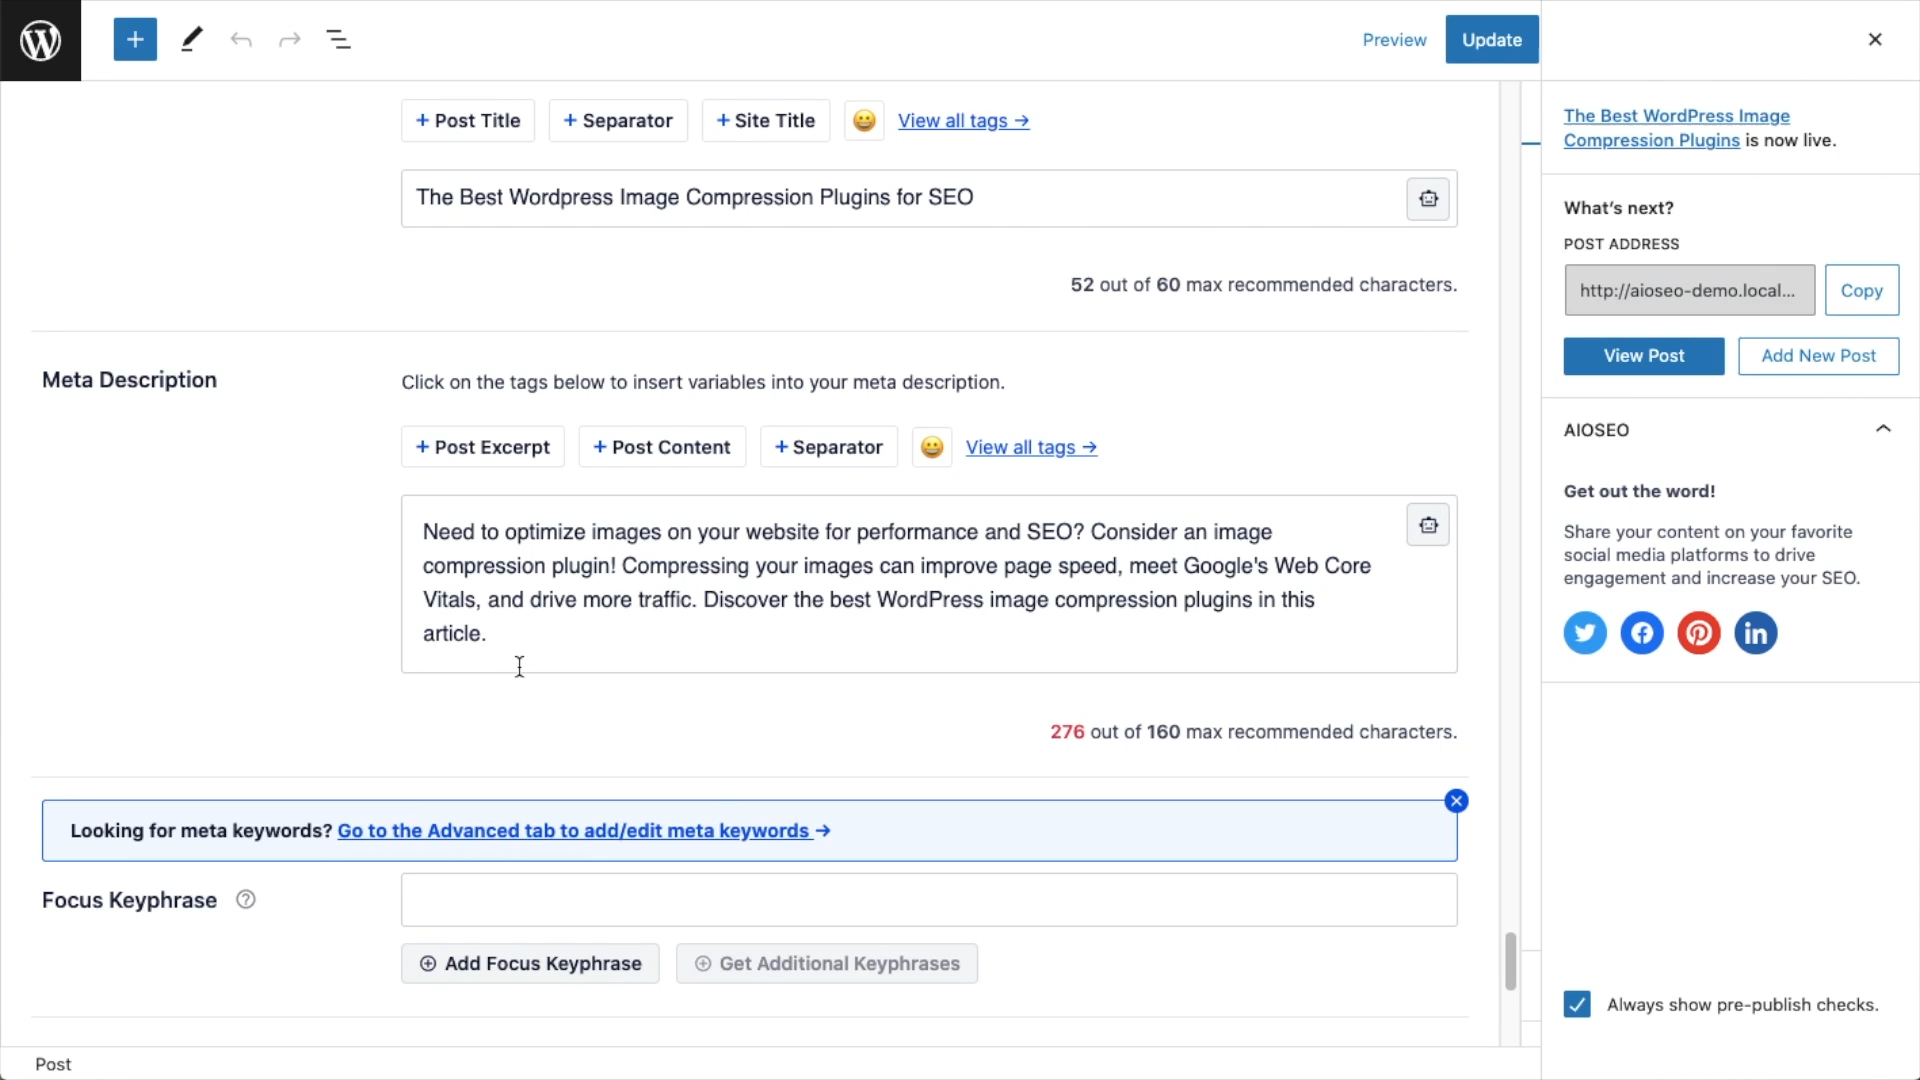 Preview
Update
+ Post Title
+ Separator
+ Site Title
View all tags →
The Best Wordpress Image Compression Plugins for SEO
52 out of 60 max recommended characters.
Meta Description
Click on the tags below to insert variables into your meta description.
+ Post Excerpt
+ Post Content
+ Separator
View all tags →
Need to optimize images on your website for performance and SEO? Consider an image
compression plugin! Compressing your images can improve page speed, meet Google's Web Core
Vitals, and drive more traffic. Discover the best WordPress image compression plugins in this
article.
276 out of 160 max recommended characters.
Looking for meta keywords? Go to the Advanced tab to add/edit meta keywords →
Focus Keyphrase
Add Focus Keyphrase
Get Additional Keyphrases
Post
The Best WordPress Image
Compression Plugins is now live.
What's next?
POST ADDRESS
http://aioseo-demo.local...
Copy
View Post
Add New Post
AIOSEO
Get out the word!
Share your content on your favorite
social media platforms to drive
engagement and increase your SEO.
Always show pre-publish checks.